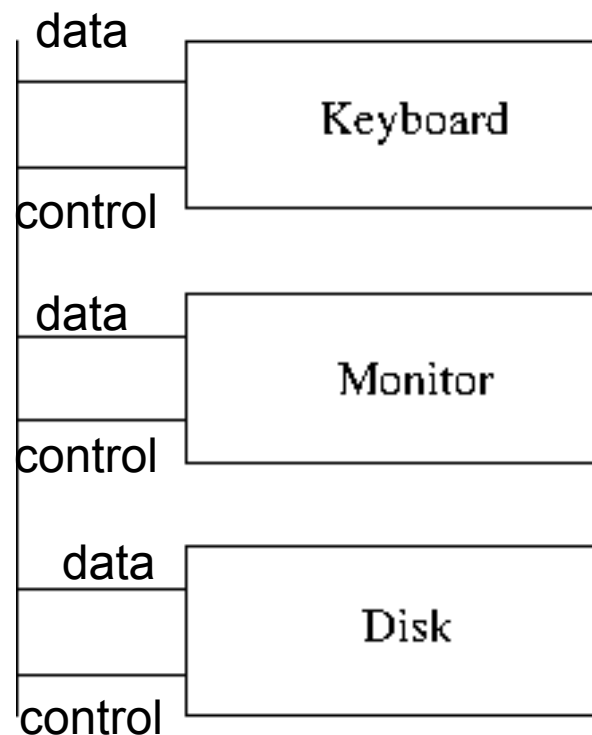 data
Keyboard
control
data
Monitor
control
data
Disk
control